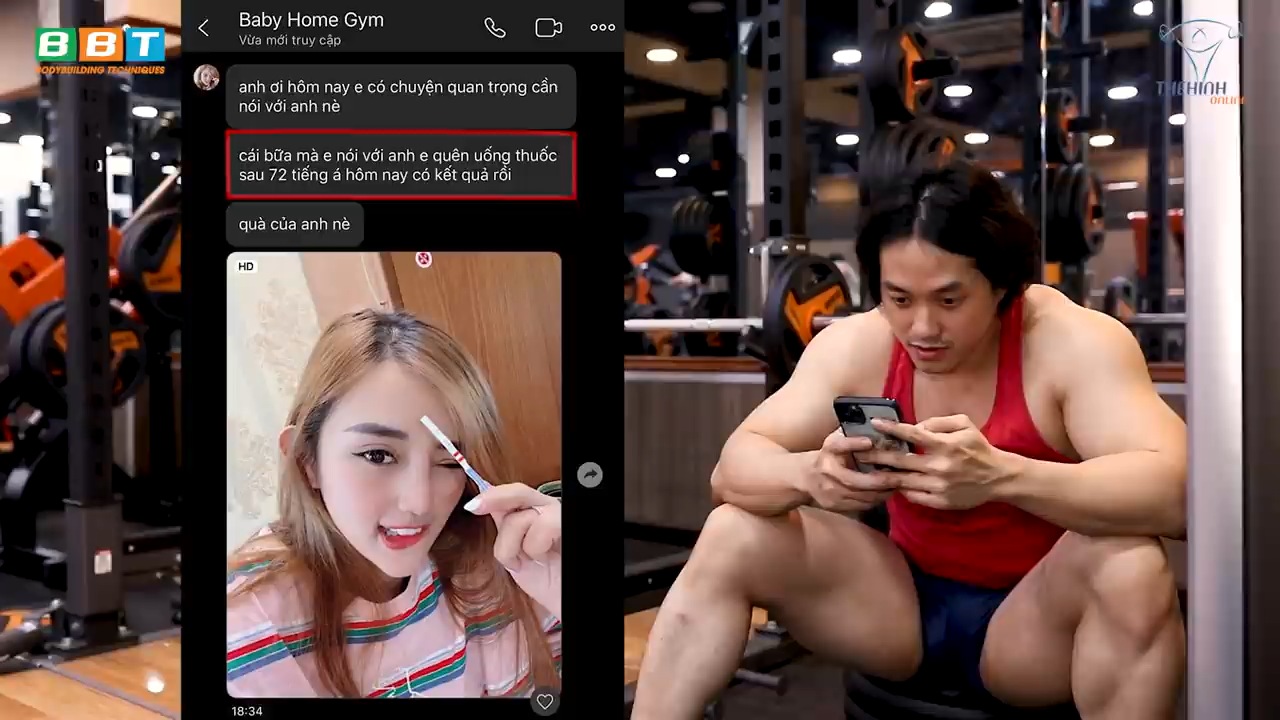 BBT
BODYBUILDING TECHNIQUES
Baby Home Gym
Vừa mới truy cập
anh ơi hôm nay e có chuyện quan trọng cần
nói với anh nè
cái bữa mà e nói với anh e quên uống thuốc
sau 72 tiếng á hôm nay có kết quả rồi
quà của anh nè
HD
18:34
THEHINH
ONLINE